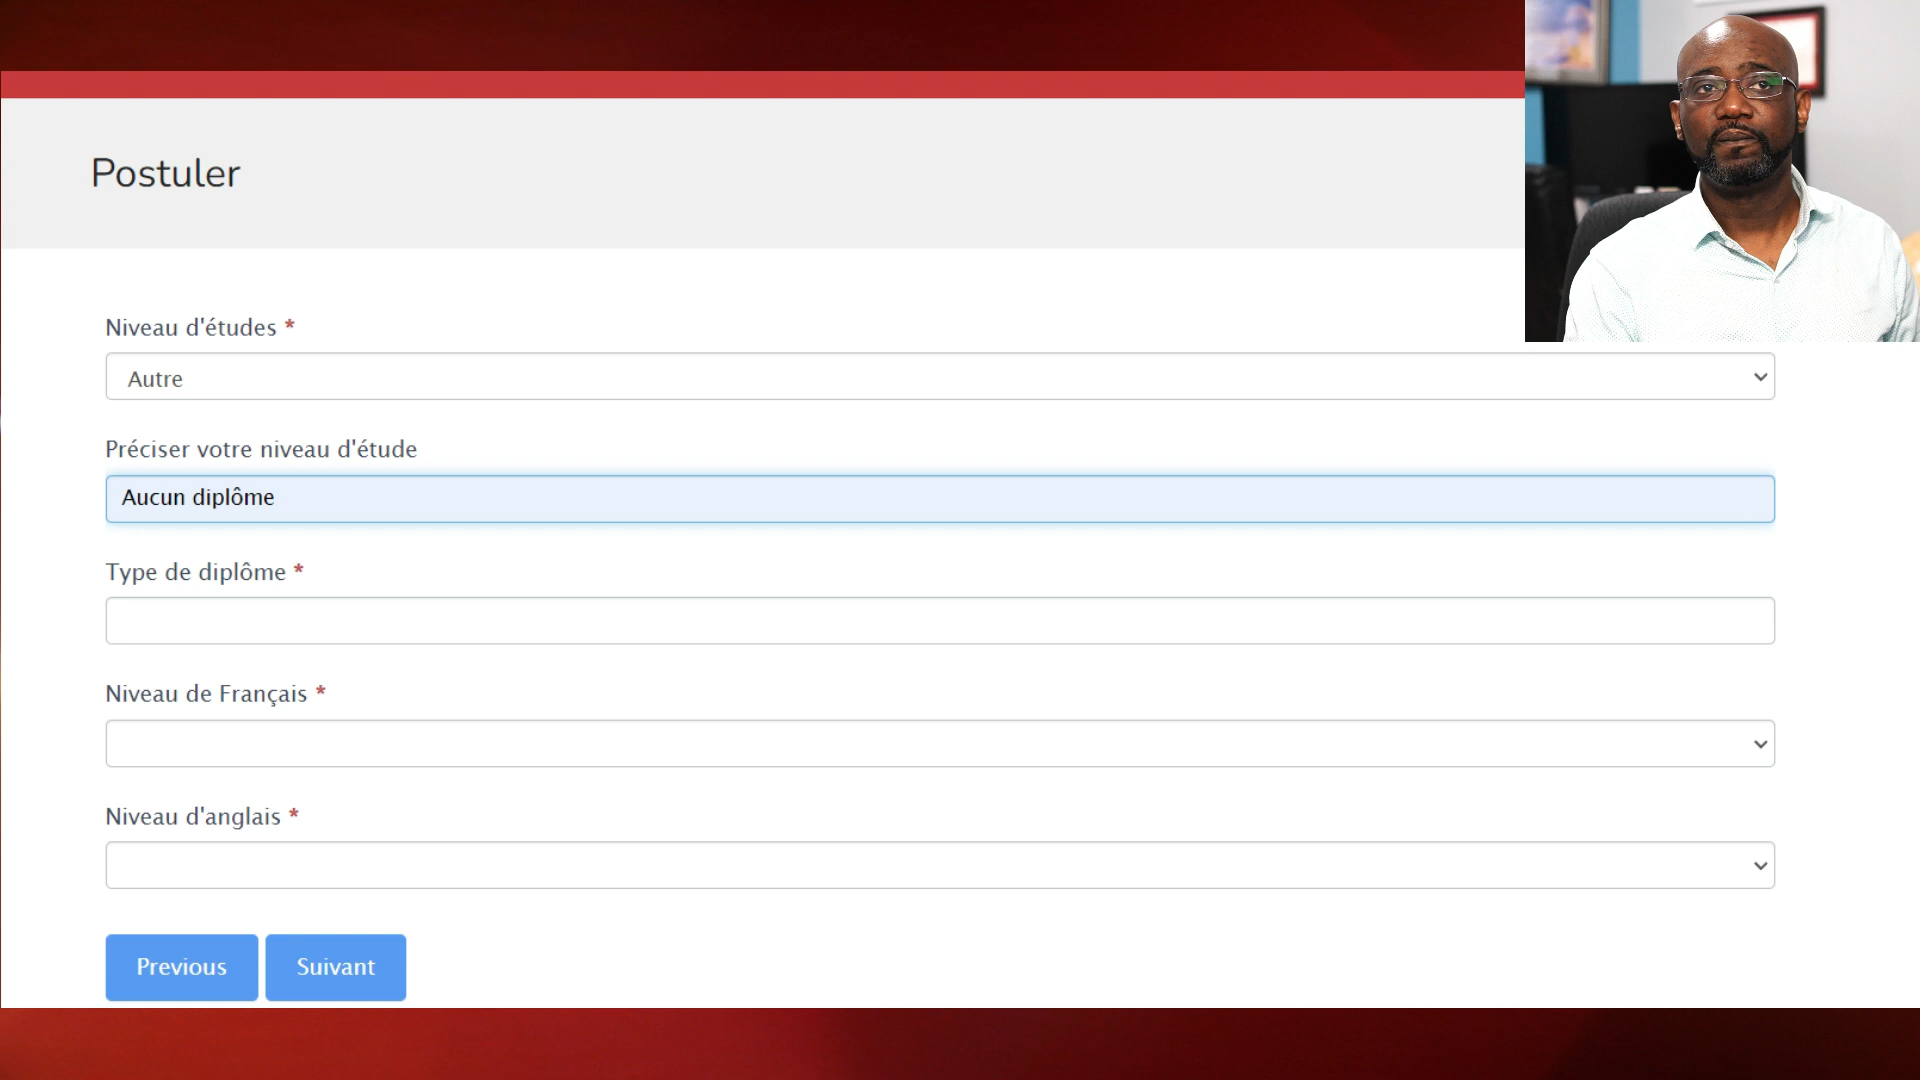 Postuler
Niveau d'études *
Autre
Préciser votre niveau d'étude
Aucun diplôme
Type de diplôme *
Niveau de Français *
Niveau d'anglais *
Previous Suivant